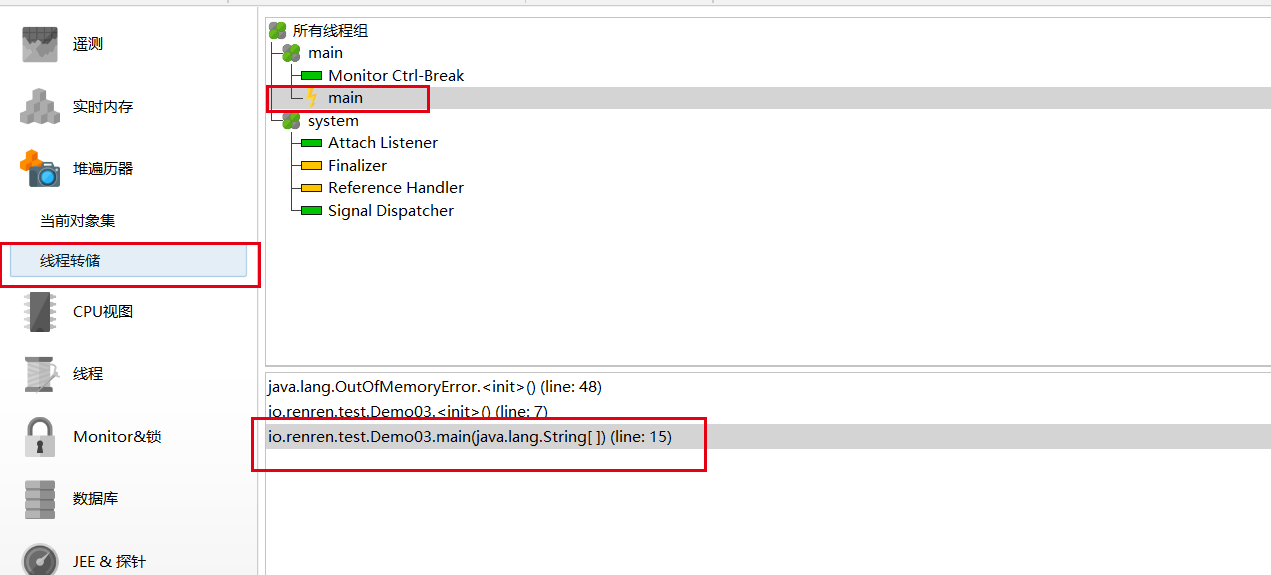 遥测
实时内存
堆遍历器
当前对象集
线程转储
CPU视图
线程
Monitor&锁
数据库
JEE & 探针
所有线程组
main
Monitor Ctrl-Break
main
system
Attach Listener
Finalizer
Reference Handler
Signal Dispatcher
java.lang.OutOfMemoryError.<init>() (line: 48)
io.renren.test.Demo03.<init>() (line: 7)
io.renren.test.Demo03.main(java.lang.String[ ]) (line: 15)